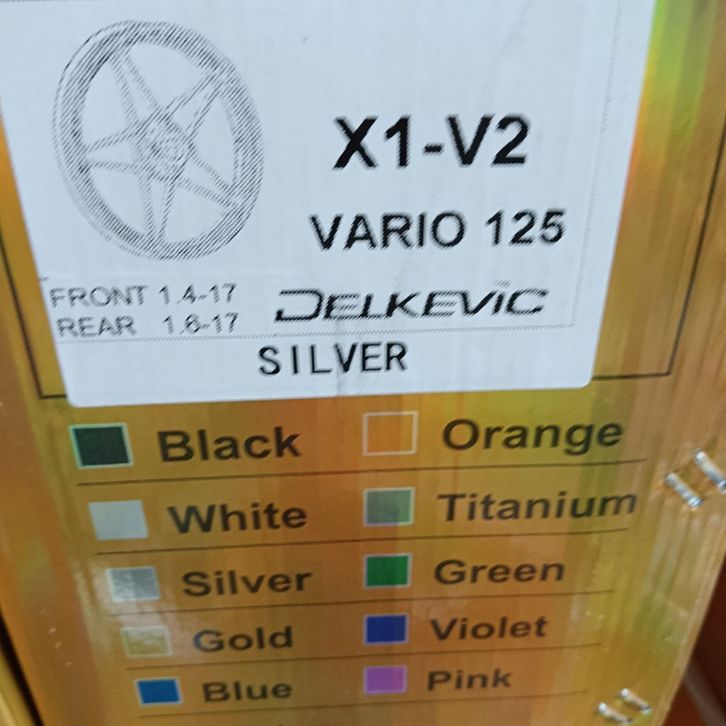 X1-V2
VARIO 125
FRONT 1.4-17
REAR 1.6-17
DELKEVIC
SILVER
Black
Orange
White
Titanium
Silver
Green
Gold
Violet
Blue
Pink